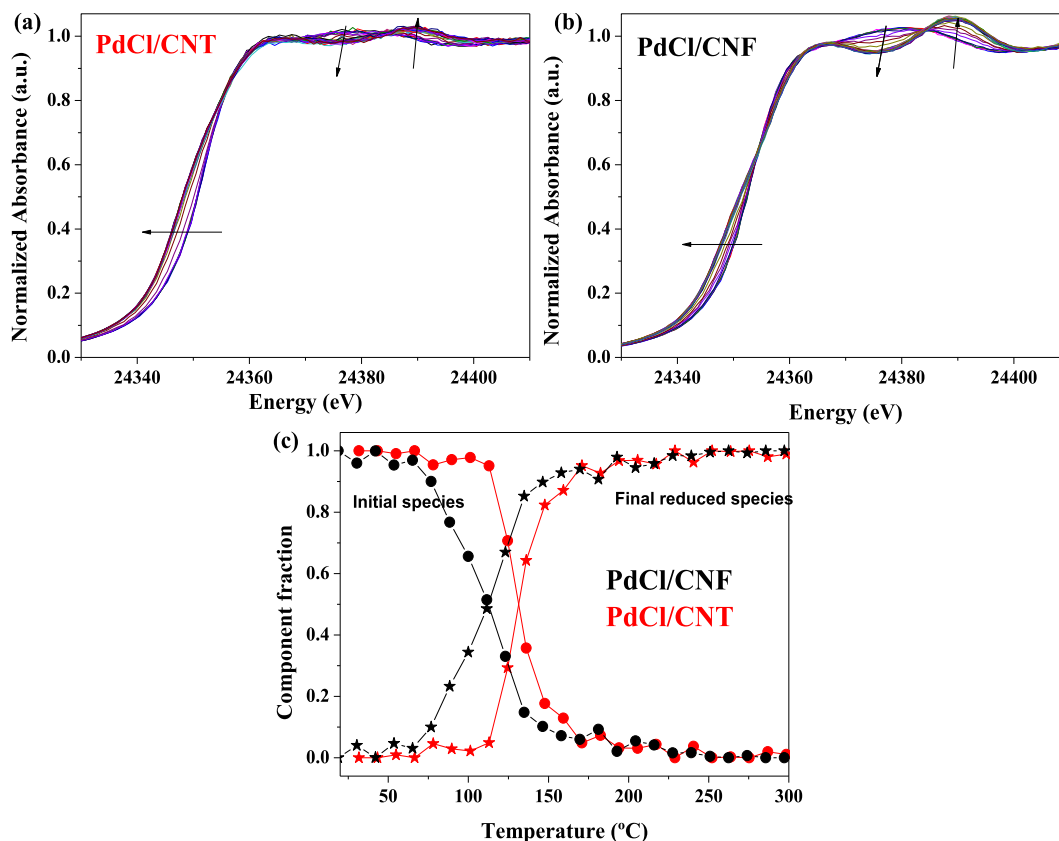 (a)
PdCl/CNT
Normalized Absorbance (a.u.)
1.0
0.8
0.6
0.4
0.2
0.0
24340
24360
24380
24400
Energy (eV)
(b)
PdCl/CNF
Normalized Absorbance (a.u.)
1.0
0.8
0.6
0.4
0.2
0.0
24340
24360
24380
24400
Energy (eV)
(c)
Component fraction
1.0
0.8
0.6
0.4
0.2
0.0
Initial species
Final reduced species
PdCl/CNF
PdCl/CNT
50
100
150
200
250
300
Temperature (ºC)